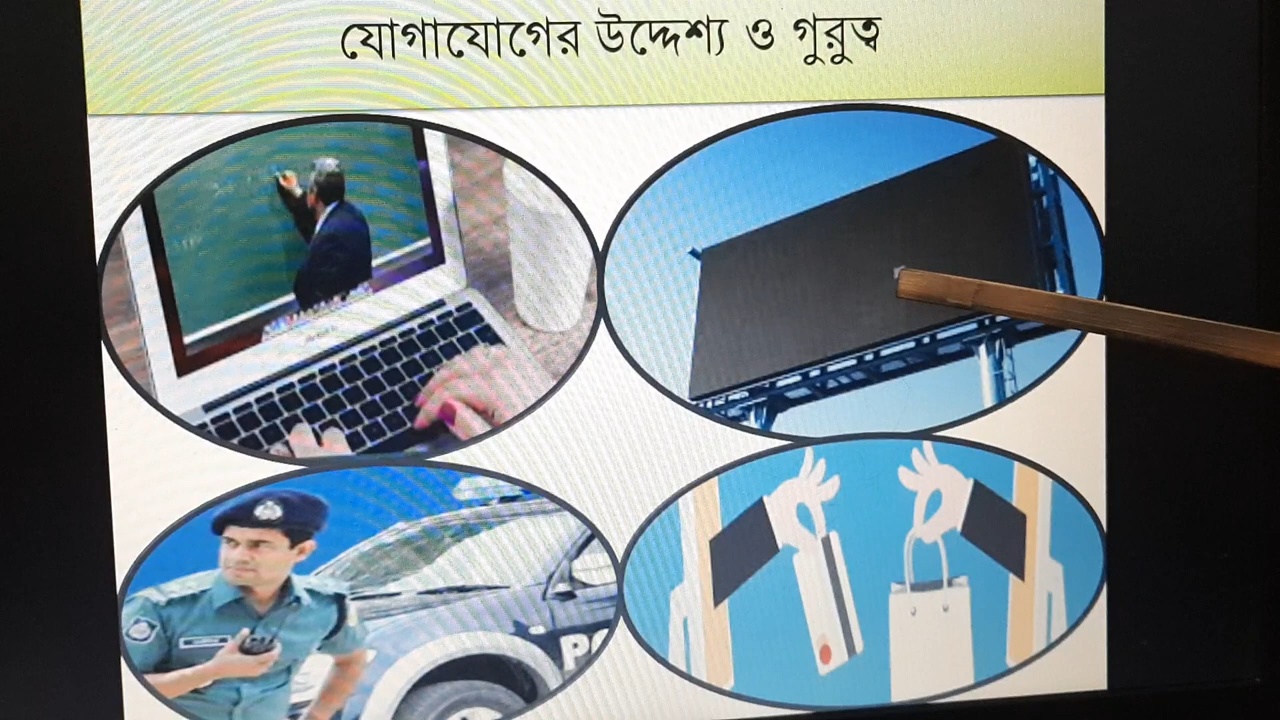 যোগাযোগের উদ্দেশ্য ও গুরুত্ব